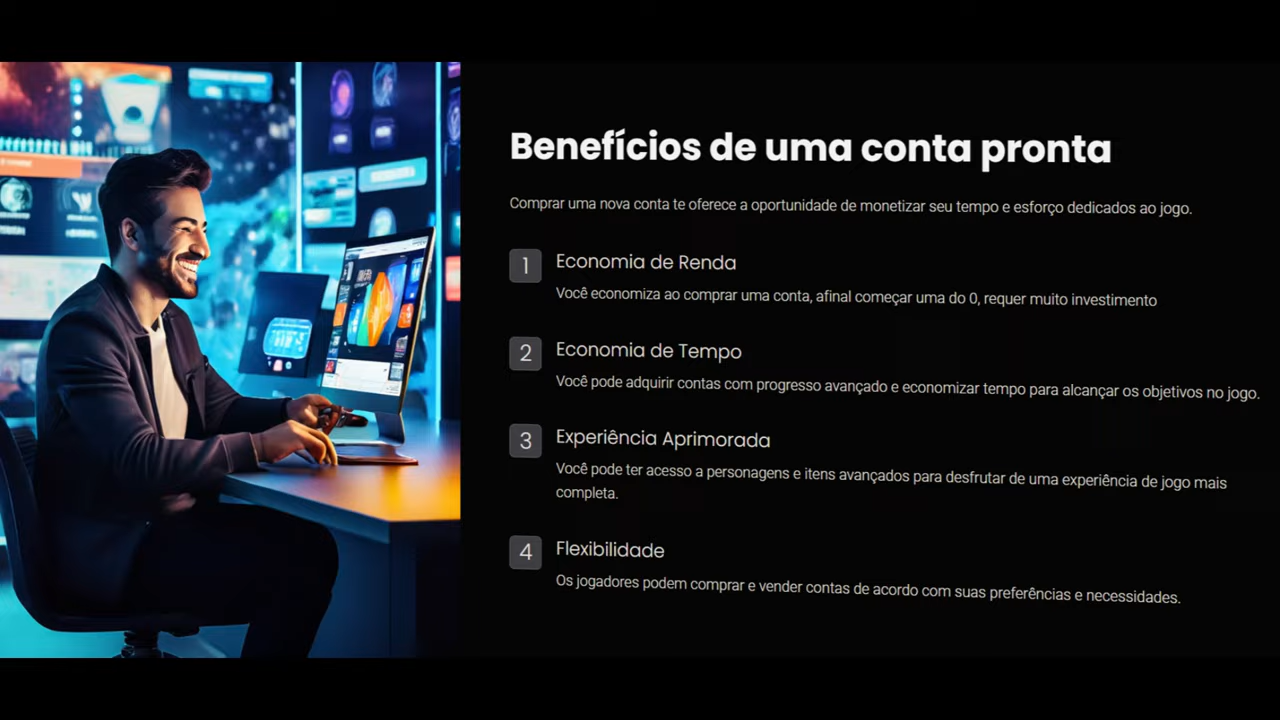 Benefícios de uma conta pronta
Comprar uma nova conta te oferece a oportunidade de monetizar seu tempo e esforço dedicados ao jogo.
1 Economia de Renda
Você economiza ao comprar uma conta, afinal começar uma do 0, requer muito investimento
2 Economia de Tempo
Você pode adquirir contas com progresso avançado e economizar tempo para alcançar os objetivos no jogo.
3 Experiência Aprimorada
Você pode ter acesso a personagens e itens avançados para desfrutar de uma experiência de jogo mais
completa.
4 Flexibilidade
Os jogadores podem comprar e vender contas de acordo com suas preferências e necessidades.